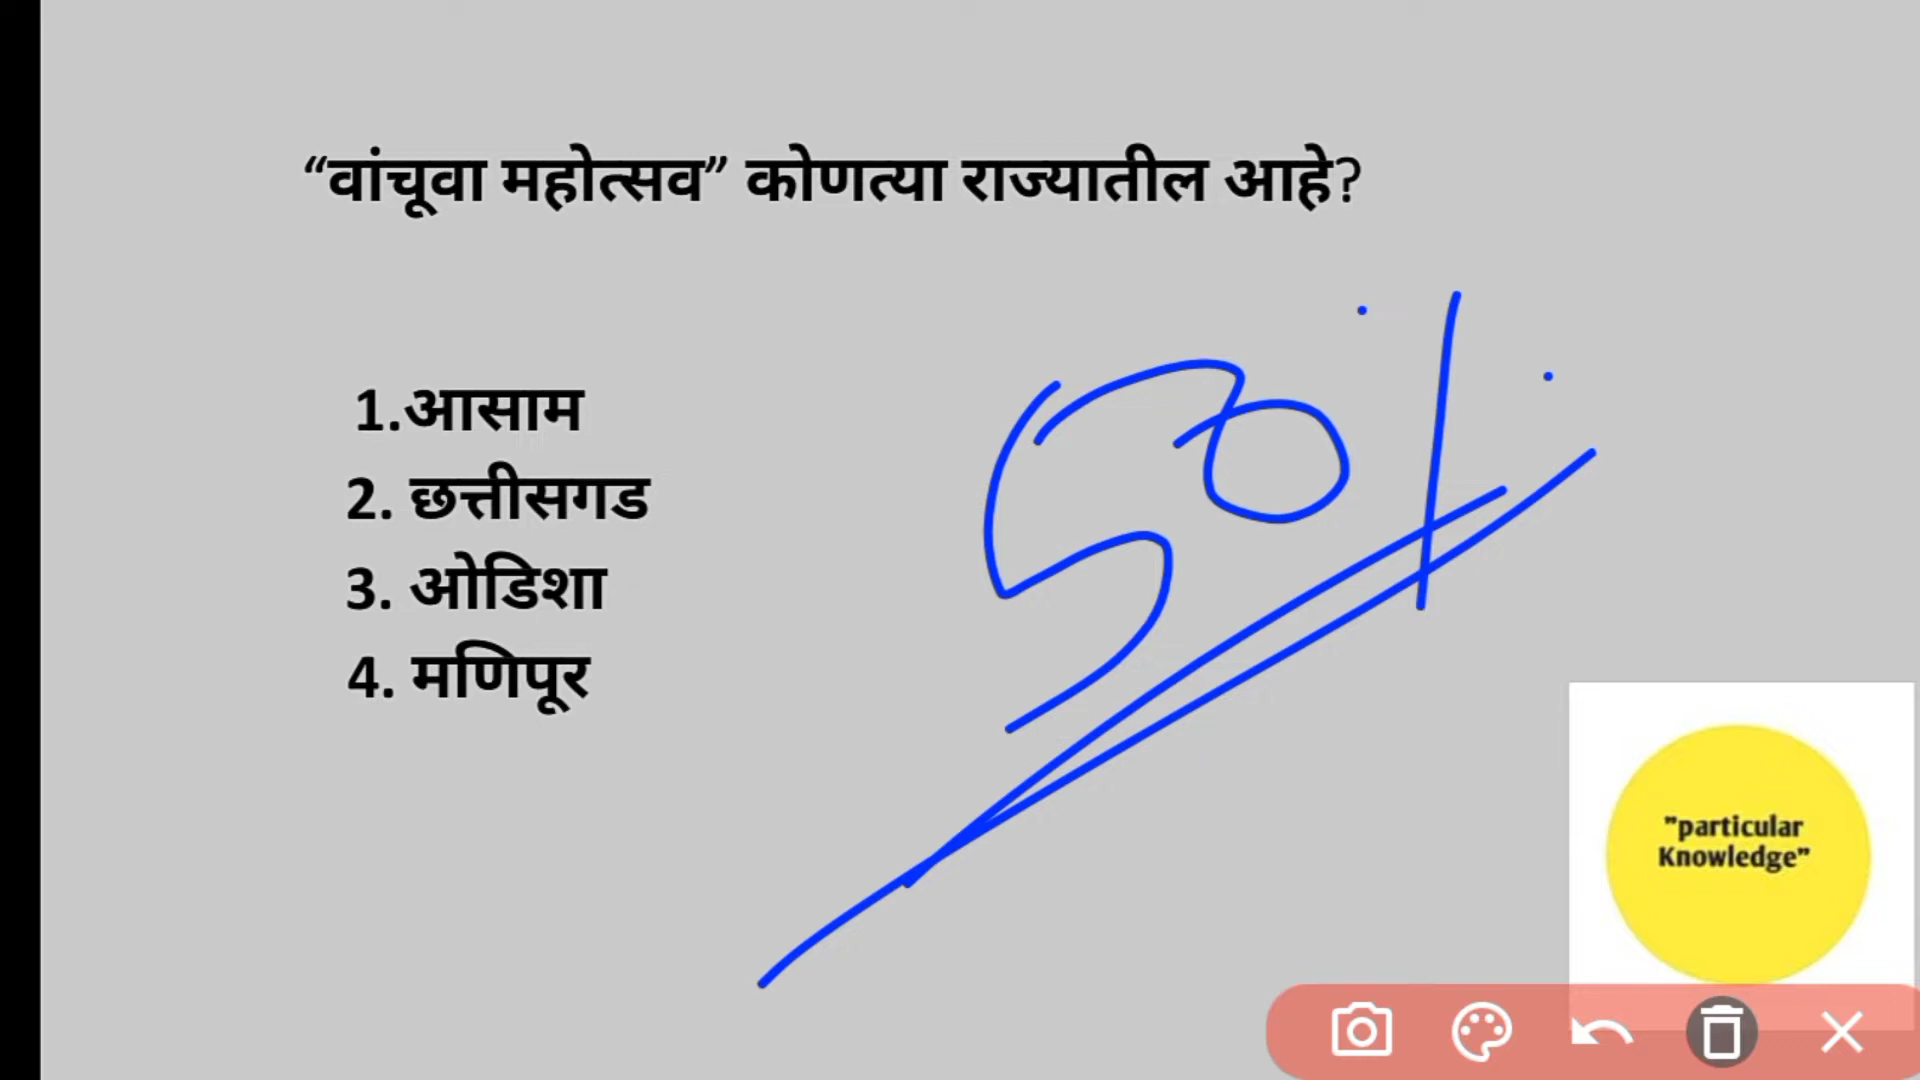 “वांचूवा महोत्सव” कोणत्या राज्यातील आहे?
1.आसाम
2. छत्तीसगड
3. ओडिशा
4. मणिपूर
50%
"particular
Knowledge"